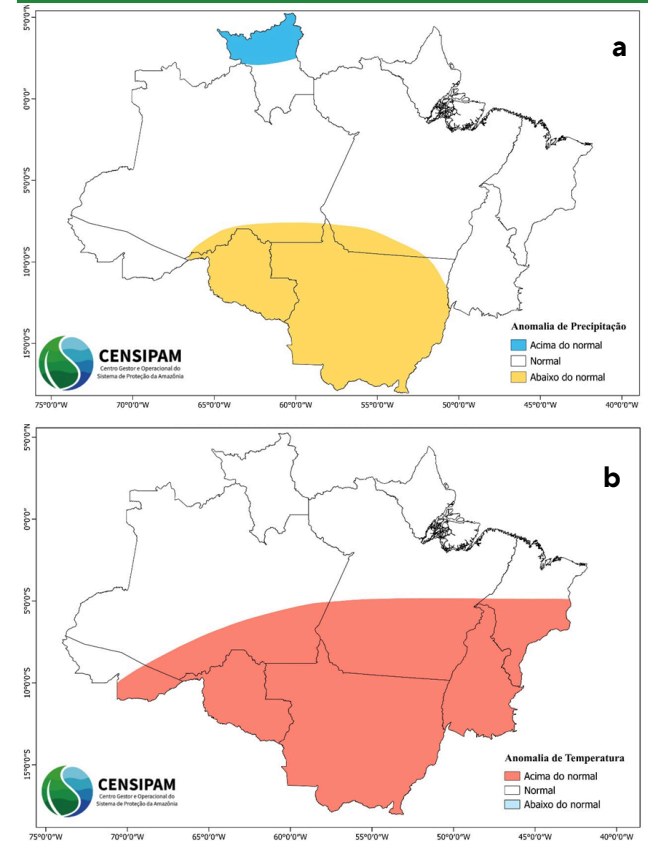 a
5°0'0"N
0°0'0"
5°0'0"S
10°0'0"S
15°0'0"S
Anomalia de Precipitação
Acima do normal
Normal
Abaixo do normal
CENSIPAM
Centro Gestor e Operacional do
Sistema de Proteção da Amazônia
75°0'0"W 70°0'0"W 65°0'0"W 60°0'0"W 55°0'0"W 50°0'0"W 45°0'0"W 40°0'0"W
b
5°0'0"N
0°0'0"
5°0'0"S
10°0'0"S
15°0'0"S
Anomalia de Temperatura
Acima do normal
Normal
Abaixo do normal
CENSIPAM
Centro Gestor e Operacional do
Sistema de Proteção da Amazônia
75°0'0"W 70°0'0"W 65°0'0"W 60°0'0"W 55°0'0"W 50°0'0"W 45°0'0"W 40°0'0"W